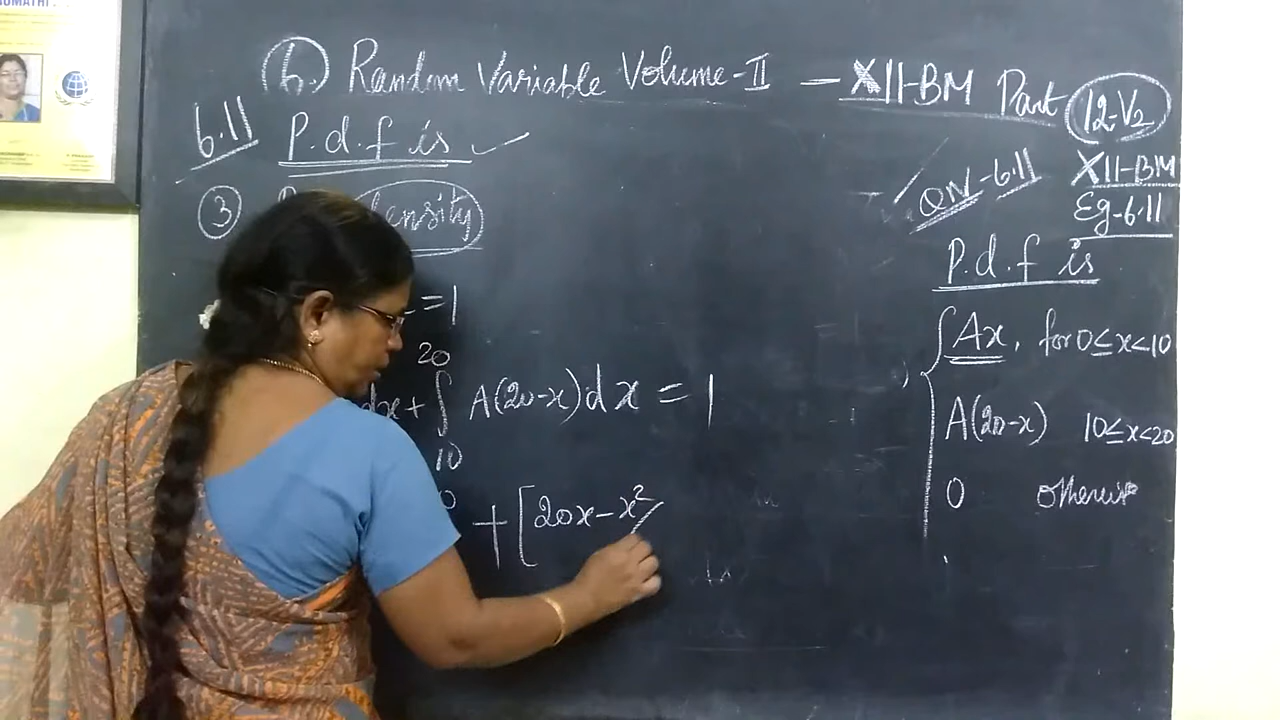 6.) Random Variable Volume-II – XII-BM Part 12-V2
6.11 P.d.f is ✓
QN-6.11 XII-BM
Eg-6.11
③ density
P.d.f is
=1
Ax, for 0≤x<10
20
dx + ∫ A(20-x)dx = 1
10
A(20-x) 10≤x<20
0 + [20x-x²/
0